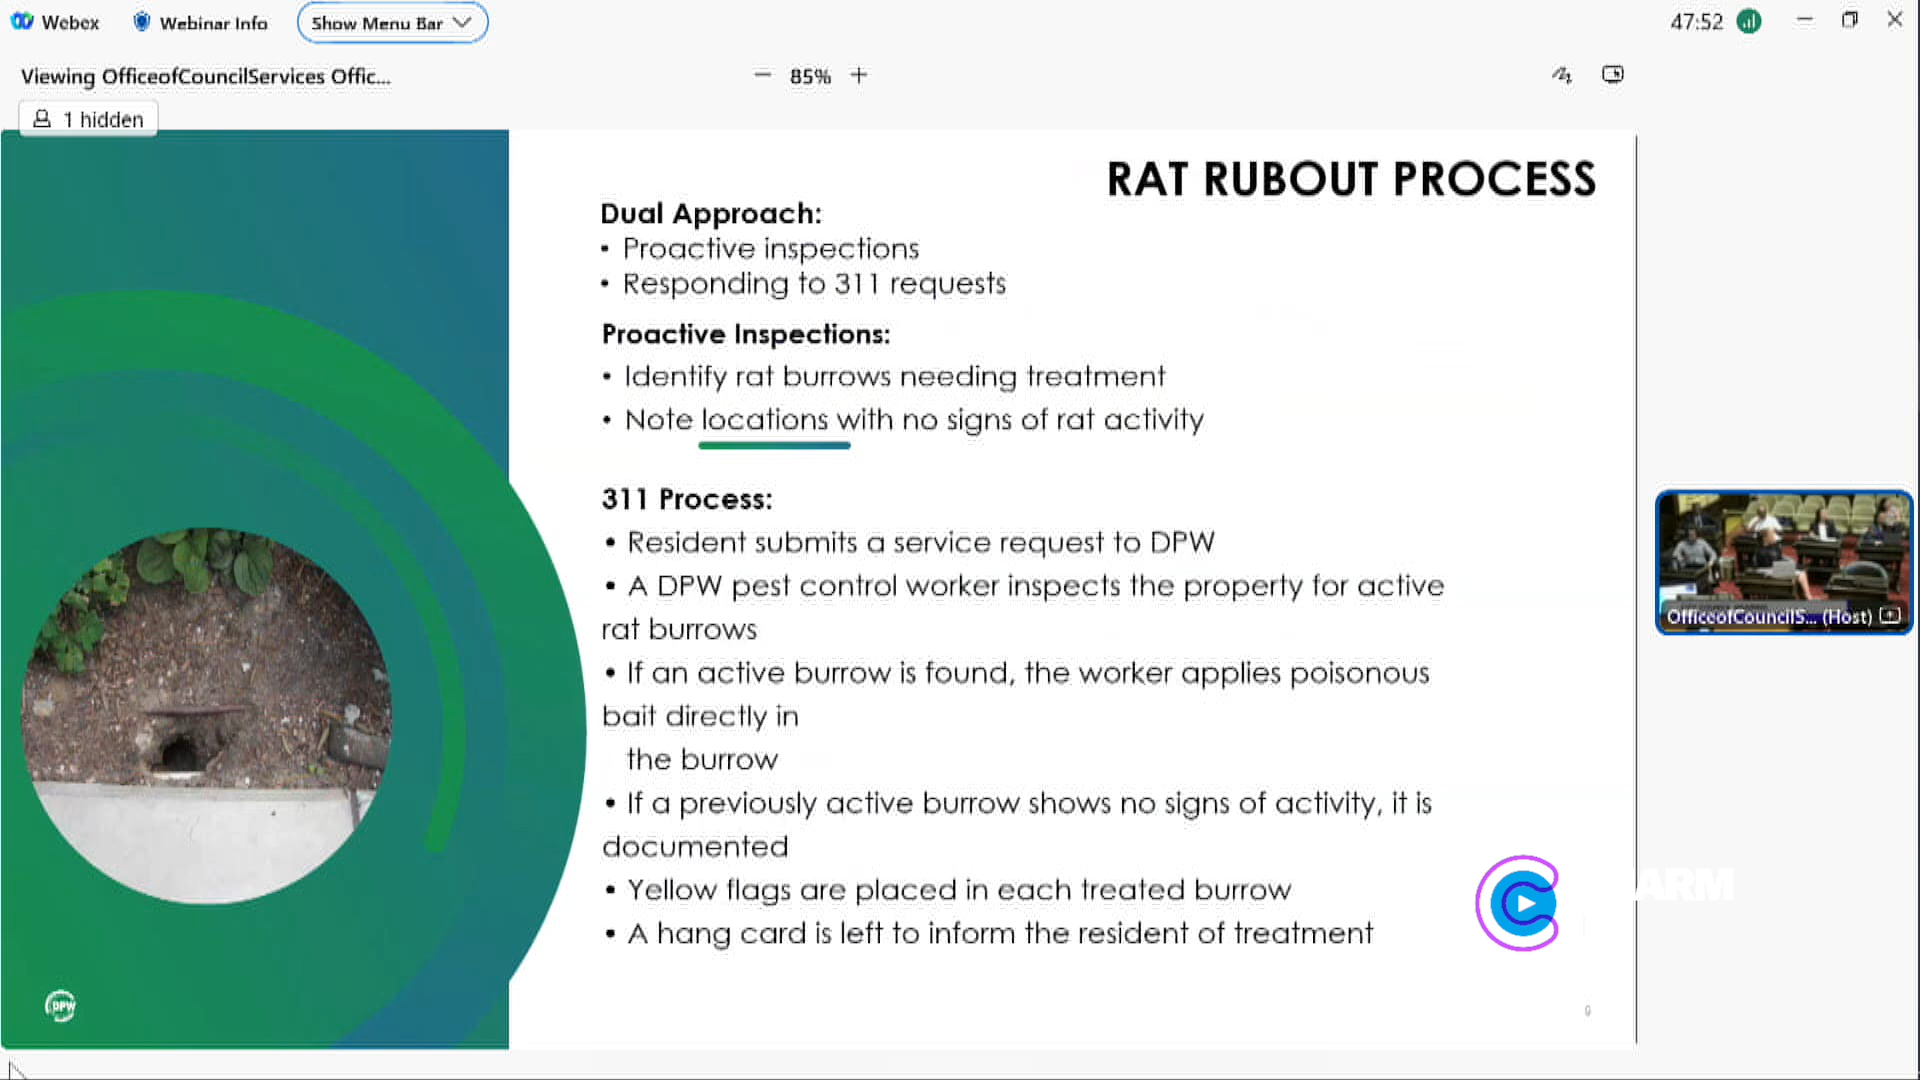 Webex
Webinar Info
Show Menu Bar
47:52
Viewing OfficeofCouncilServices Offic...
85%
1 hidden
RAT RUBOUT PROCESS
Dual Approach:
• Proactive inspections
• Responding to 311 requests
Proactive Inspections:
• Identify rat burrows needing treatment
• Note locations with no signs of rat activity
311 Process:
• Resident submits a service request to DPW
• A DPW pest control worker inspects the property for active
rat burrows
• If an active burrow is found, the worker applies poisonous
bait directly in
the burrow
• If a previously active burrow shows no signs of activity, it is
documented
• Yellow flags are placed in each treated burrow
• A hang card is left to inform the resident of treatment
OfficeofCouncilS... (Host)
ARM
DPW